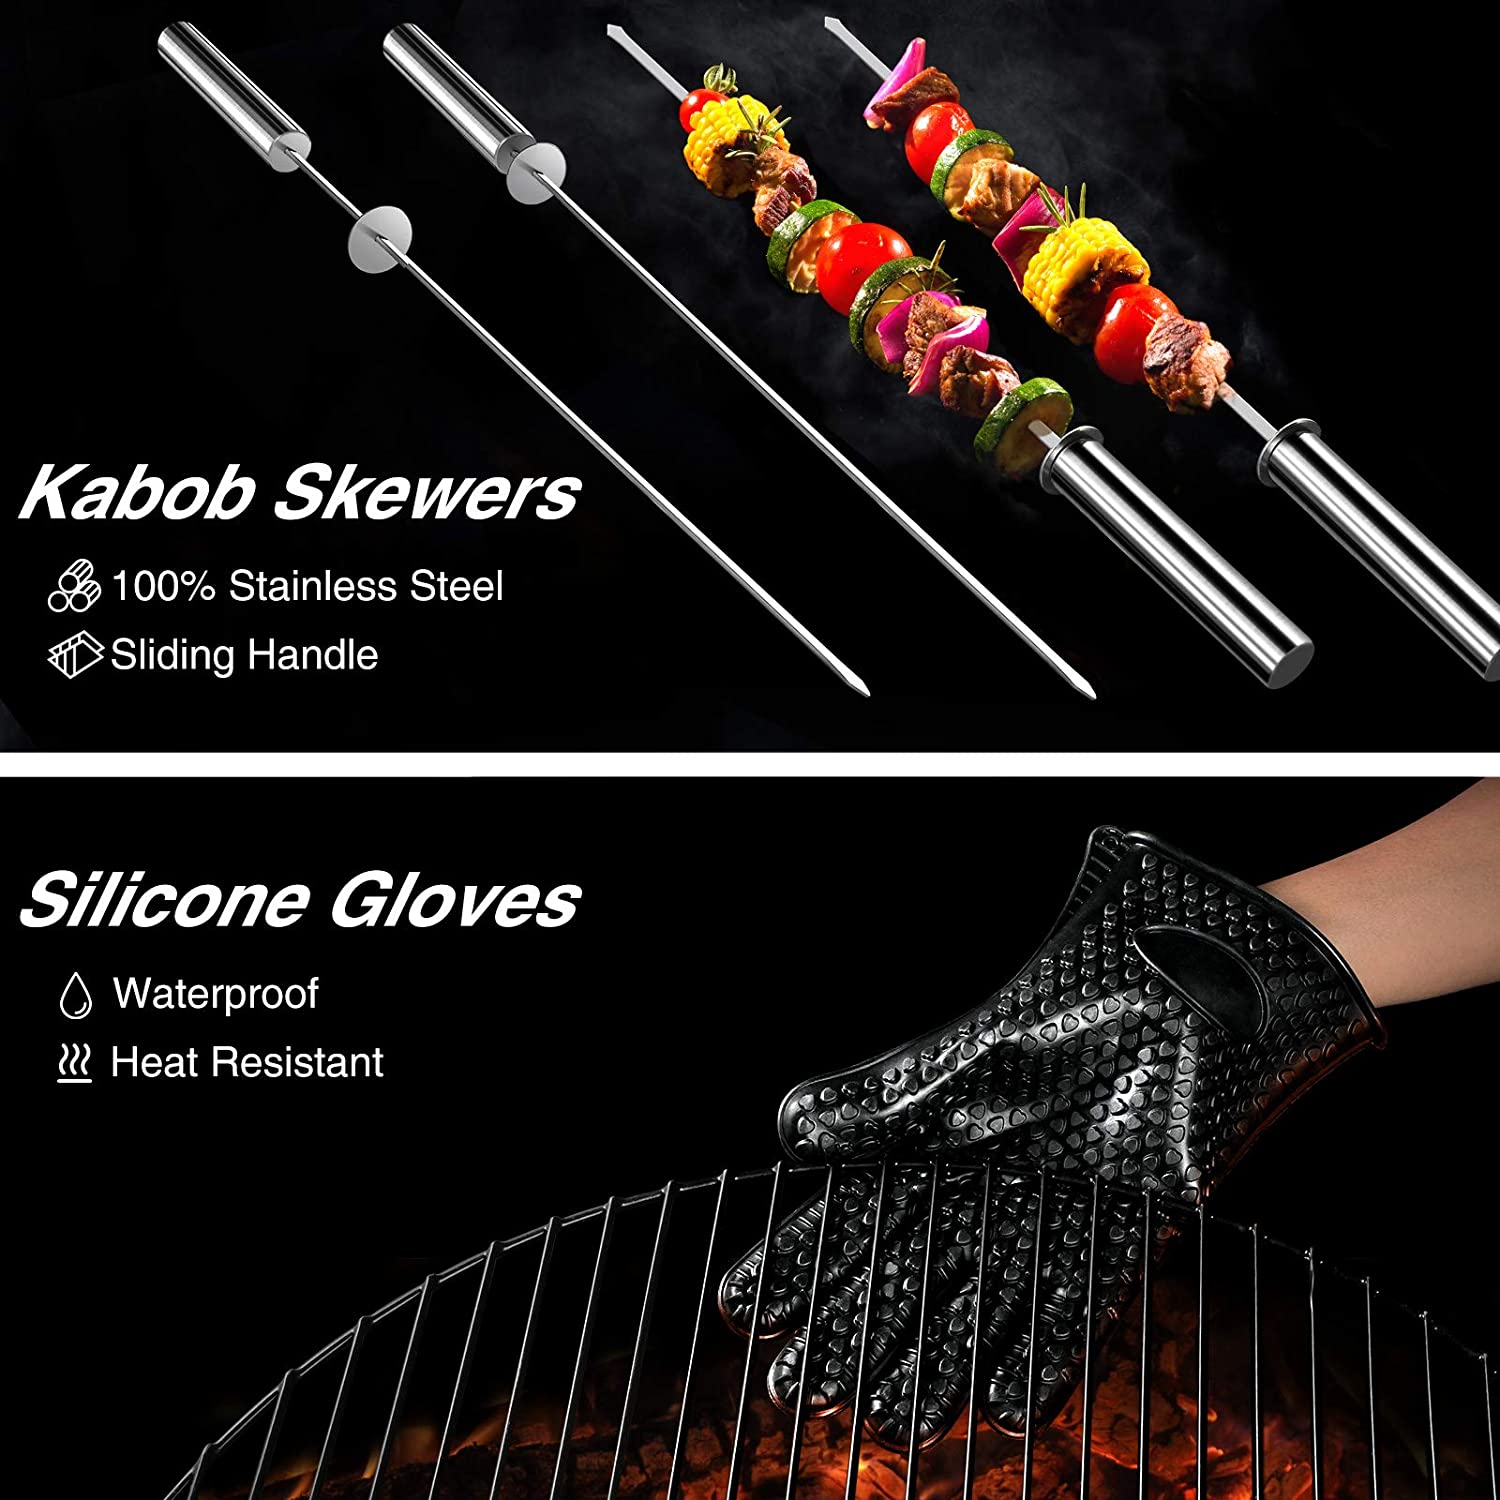 Kabob Skewers
100% Stainless Steel
Sliding Handle
Silicone Gloves
Waterproof
Heat Resistant